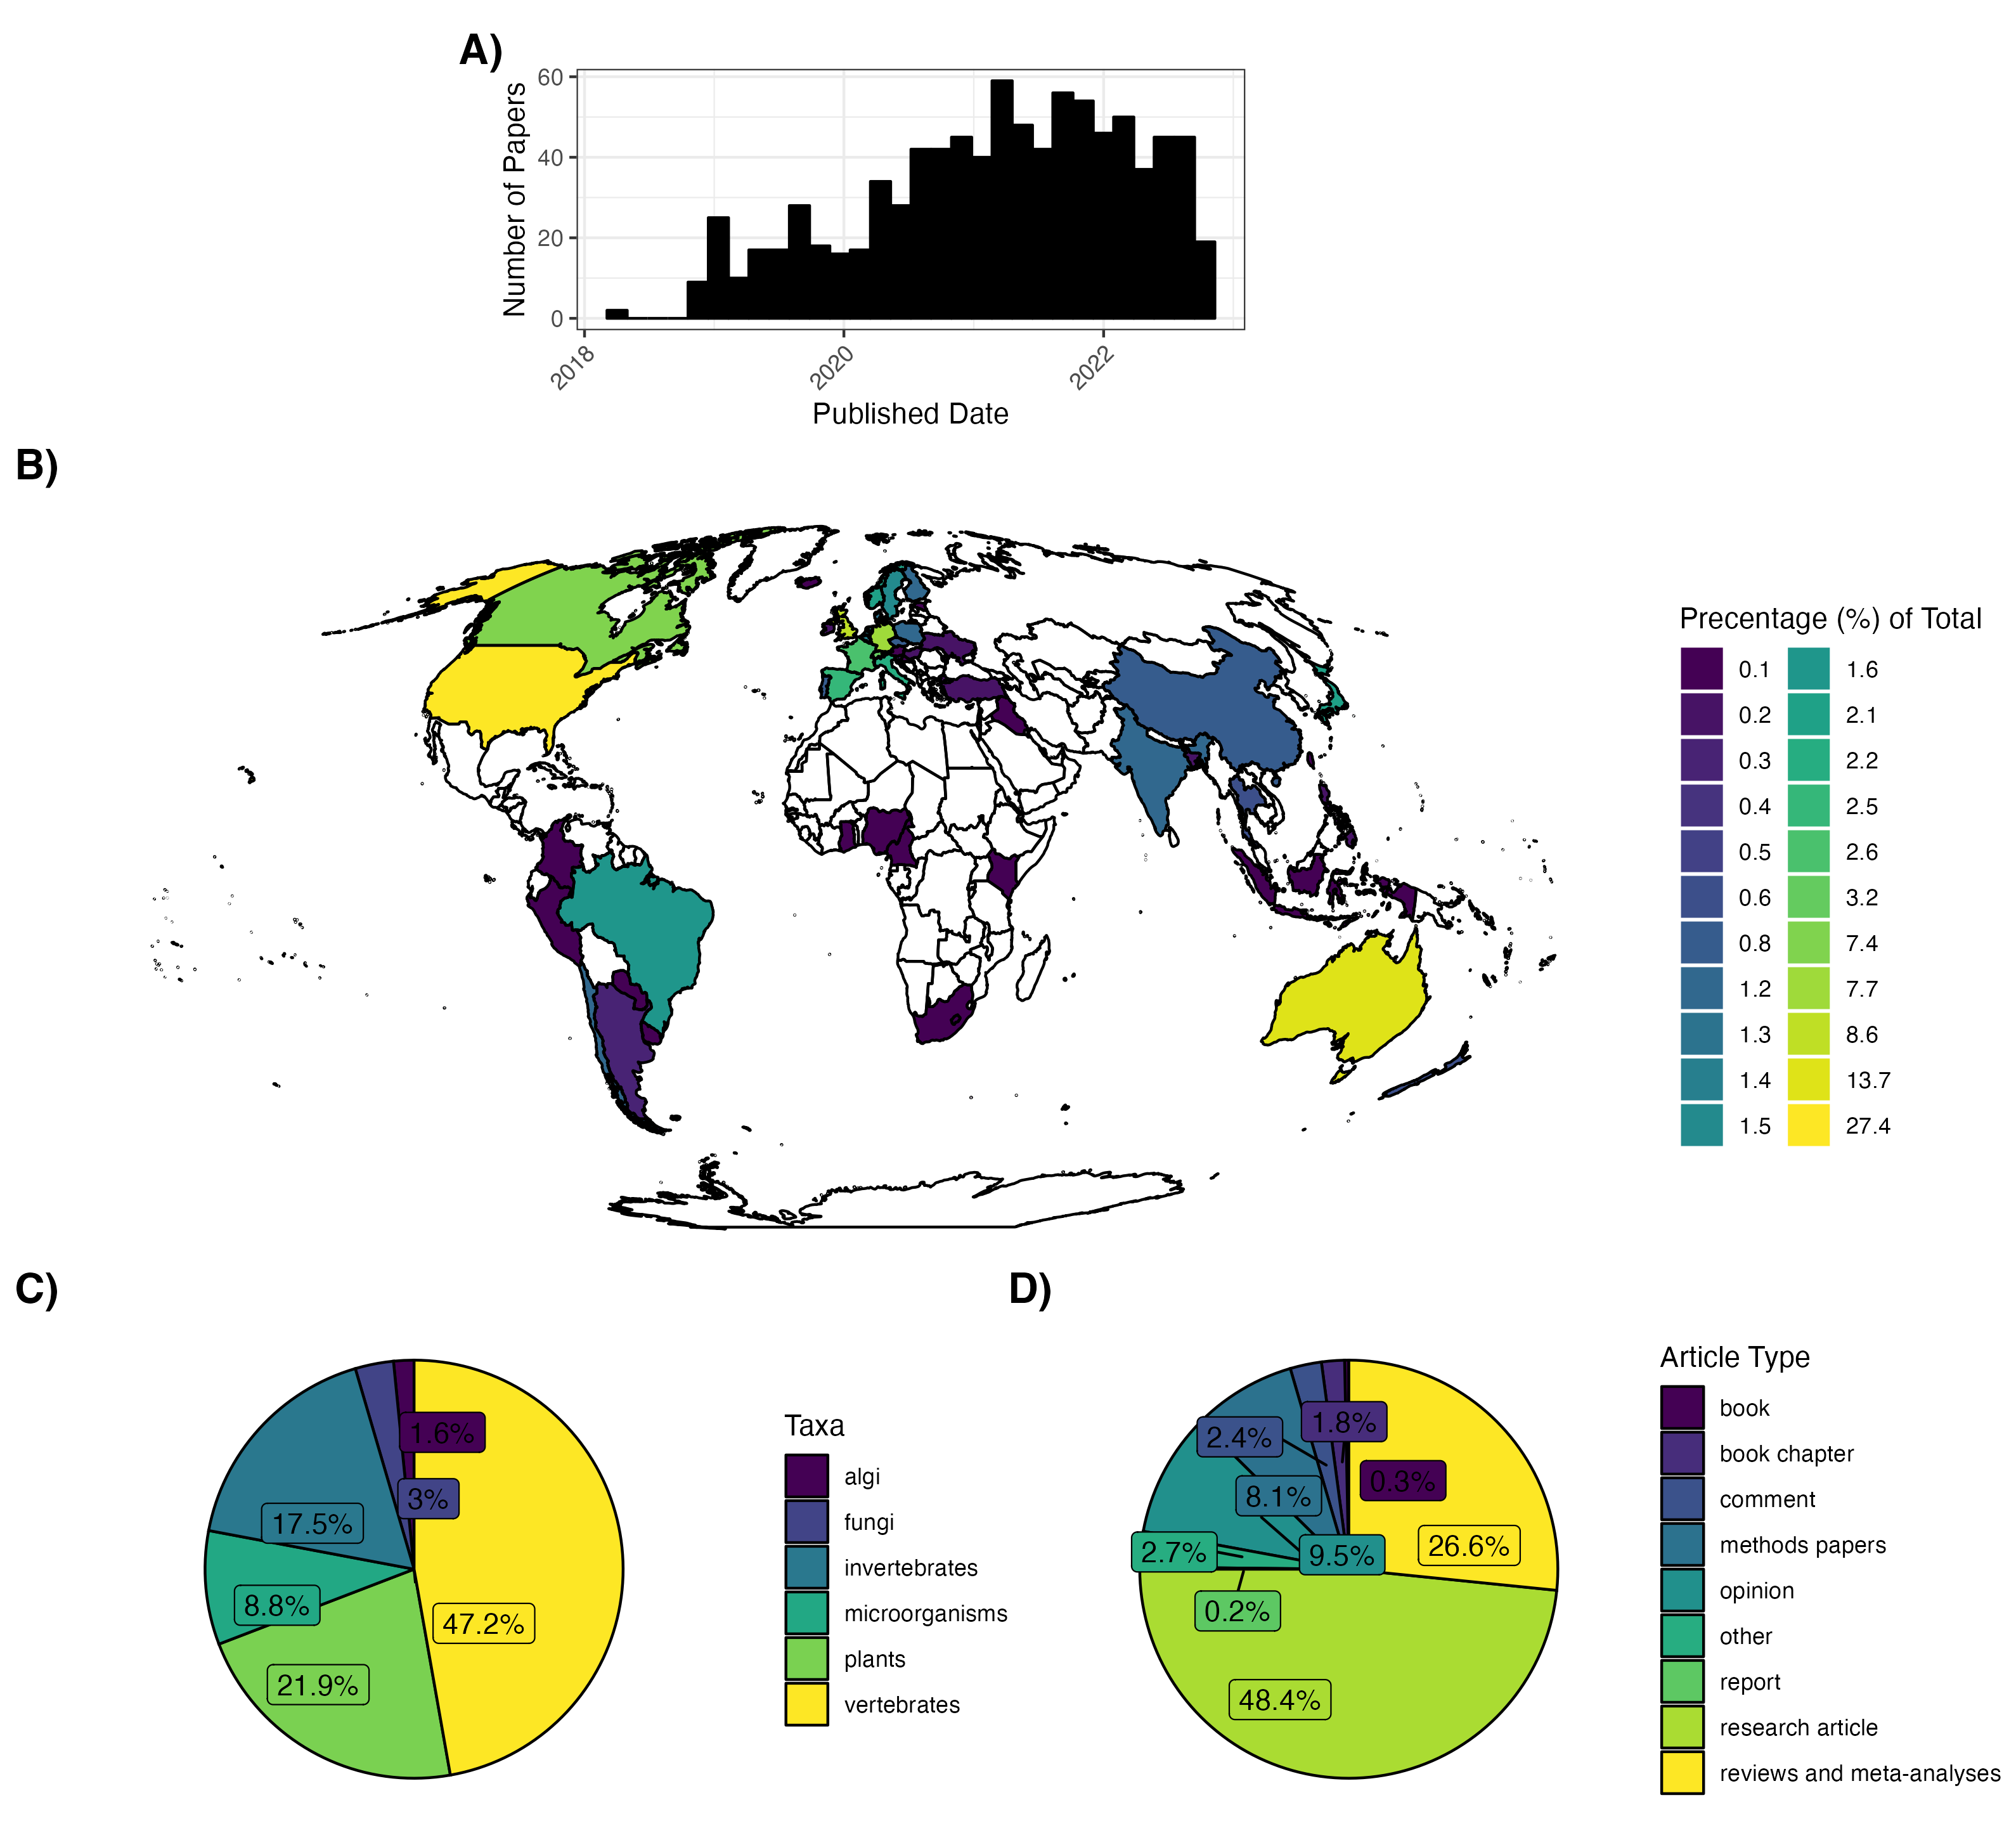 A)
Number of Papers
60
40
20
0
2018
2020
2022
Published Date
B)
Precentage (%) of Total
0.1
0.2
0.3
0.4
0.5
0.6
0.8
1.2
1.3
1.4
1.5
1.6
2.1
2.2
2.5
2.6
3.2
7.4
7.7
8.6
13.7
27.4
C)
1.6%
3%
17.5%
8.8%
47.2%
21.9%
Taxa
algi
fungi
invertebrates
microorganisms
plants
vertebrates
D)
1.8%
2.4%
0.3%
8.1%
26.6%
9.5%
2.7%
0.2%
48.4%
Article Type
book
book chapter
comment
methods papers
opinion
other
report
research article
reviews and meta-analyses